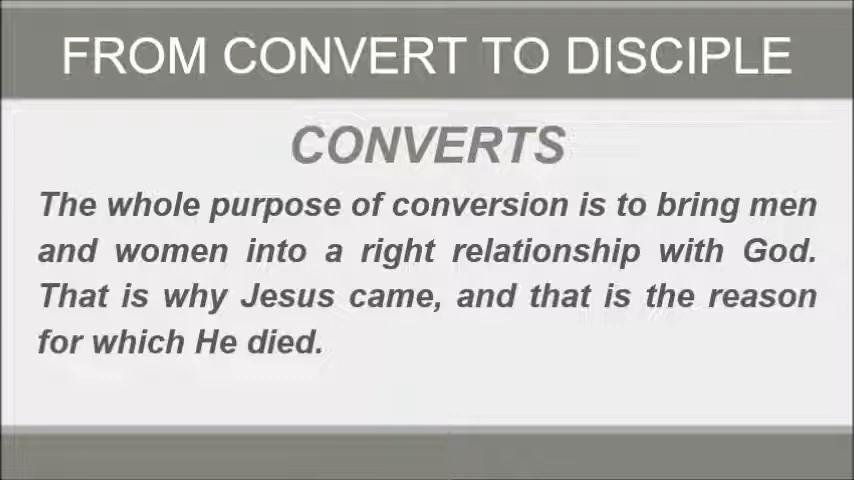 FROM CONVERT TO DISCIPLE
CONVERTS
The whole purpose of conversion is to bring men
and women into a right relationship with God.
That is why Jesus came, and that is the reason
for which He died.